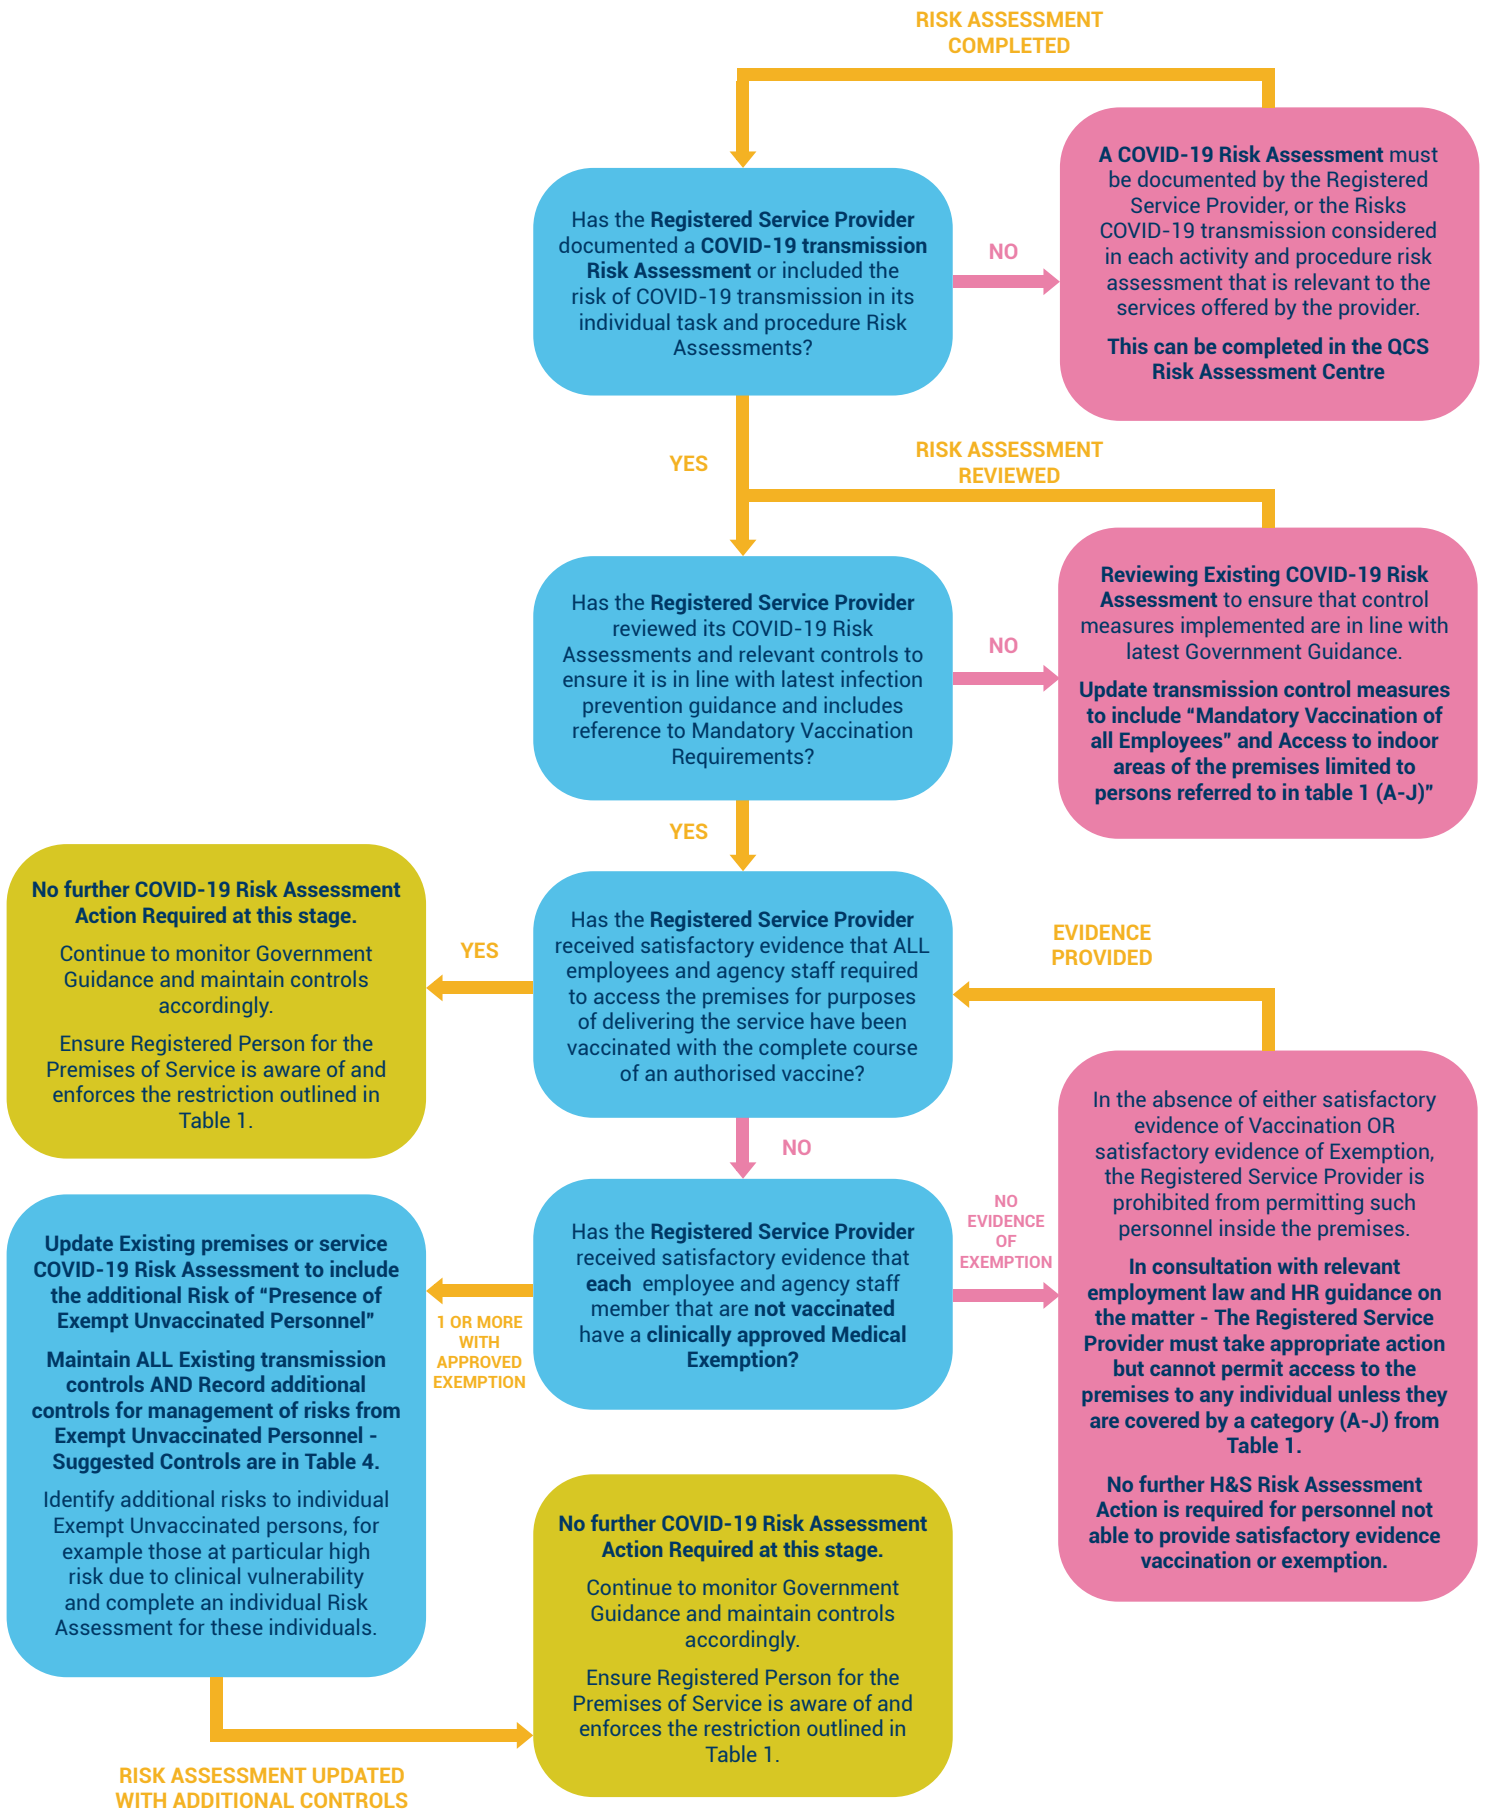 RISK ASSESSMENT
COMPLETED
Has the Registered Service Provider
documented a COVID-19 transmission
Risk Assessment or included the
risk of COVID-19 transmission in its
individual task and procedure Risk
Assessments?
NO
A COVID-19 Risk Assessment must
be documented by the Registered
Service Provider, or the Risks
COVID-19 transmission considered
in each activity and procedure risk
assessment that is relevant to the
services offered by the provider.
This can be completed in the QCS
Risk Assessment Centre
YES
RISK ASSESSMENT
REVIEWED
Has the Registered Service Provider
reviewed its COVID-19 Risk
Assessments and relevant controls to
ensure it is in line with latest infection
prevention guidance and includes
reference to Mandatory Vaccination
Requirements?
NO
Reviewing Existing COVID-19 Risk
Assessment to ensure that control
measures implemented are in line with
latest Government Guidance.
Update transmission control measures
to include “Mandatory Vaccination of
all Employees” and Access to indoor
areas of the premises limited to
persons referred to in table 1 (A-J)”
YES
No further COVID-19 Risk Assessment
Action Required at this stage.
Continue to monitor Government
Guidance and maintain controls
accordingly.
Ensure Registered Person for the
Premises of Service is aware of and
enforces the restriction outlined in
Table 1.
YES
Has the Registered Service Provider
received satisfactory evidence that ALL
employees and agency staff required
to access the premises for purposes
of delivering the service have been
vaccinated with the complete course
of an authorised vaccine?
EVIDENCE
PROVIDED
NO
Update Existing premises or service
COVID-19 Risk Assessment to include
the additional Risk of “Presence of
Exempt Unvaccinated Personnel”
Maintain ALL Existing transmission
controls AND Record additional
controls for management of risks from
Exempt Unvaccinated Personnel -
Suggested Controls are in Table 4.
Identify additional risks to individual
Exempt Unvaccinated persons, for
example those at particular high
risk due to clinical vulnerability
and complete an individual Risk
Assessment for these individuals.
1 OR MORE
WITH
APPROVED
EXEMPTION
Has the Registered Service Provider
received satisfactory evidence that
each employee and agency staff
member that are not vaccinated
have a clinically approved Medical
Exemption?
NO
EVIDENCE
OF
EXEMPTION
In the absence of either satisfactory
evidence of Vaccination OR
satisfactory evidence of Exemption,
the Registered Service Provider is
prohibited from permitting such
personnel inside the premises.
In consultation with relevant
employment law and HR guidance on
the matter - The Registered Service
Provider must take appropriate action
but cannot permit access to the
premises to any individual unless they
are covered by a category (A-J) from
Table 1.
No further H&S Risk Assessment
Action is required for personnel not
able to provide satisfactory evidence
vaccination or exemption.
No further COVID-19 Risk Assessment
Action Required at this stage.
Continue to monitor Government
Guidance and maintain controls
accordingly.
Ensure Registered Person for the
Premises of Service is aware of and
enforces the restriction outlined in
Table 1.
RISK ASSESSMENT UPDATED
WITH ADDITIONAL CONTROLS